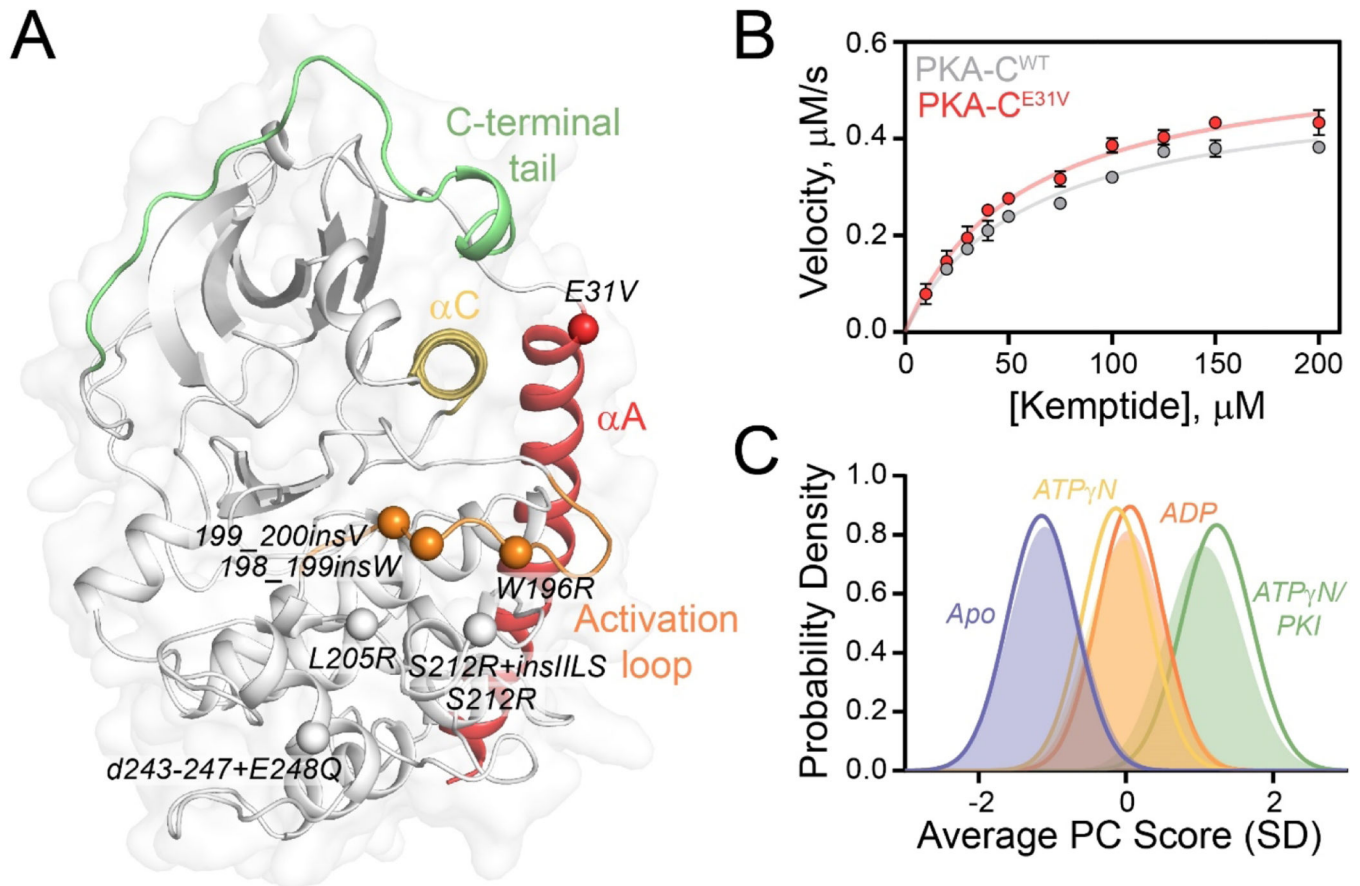 A
C-terminal
tail
E31V
αC
αA
199_200insV
198_199insW
W196R
Activation
loop
L205R
S212R+insIILS
S212R
d243-247+E248Q
B
Velocity, μM/s
0.6
0.4
0.2
0.0
PKA-Cᵂᵀ
PKA-Cᴱ³¹ⱽ
0
50
100
150
200
[Kemptide], μM
C
Probability Density
1.0
0.8
0.6
0.4
0.2
0.0
Apo
ATPγN
ADP
ATPγN/
PKI
-2
0
2
Average PC Score (SD)